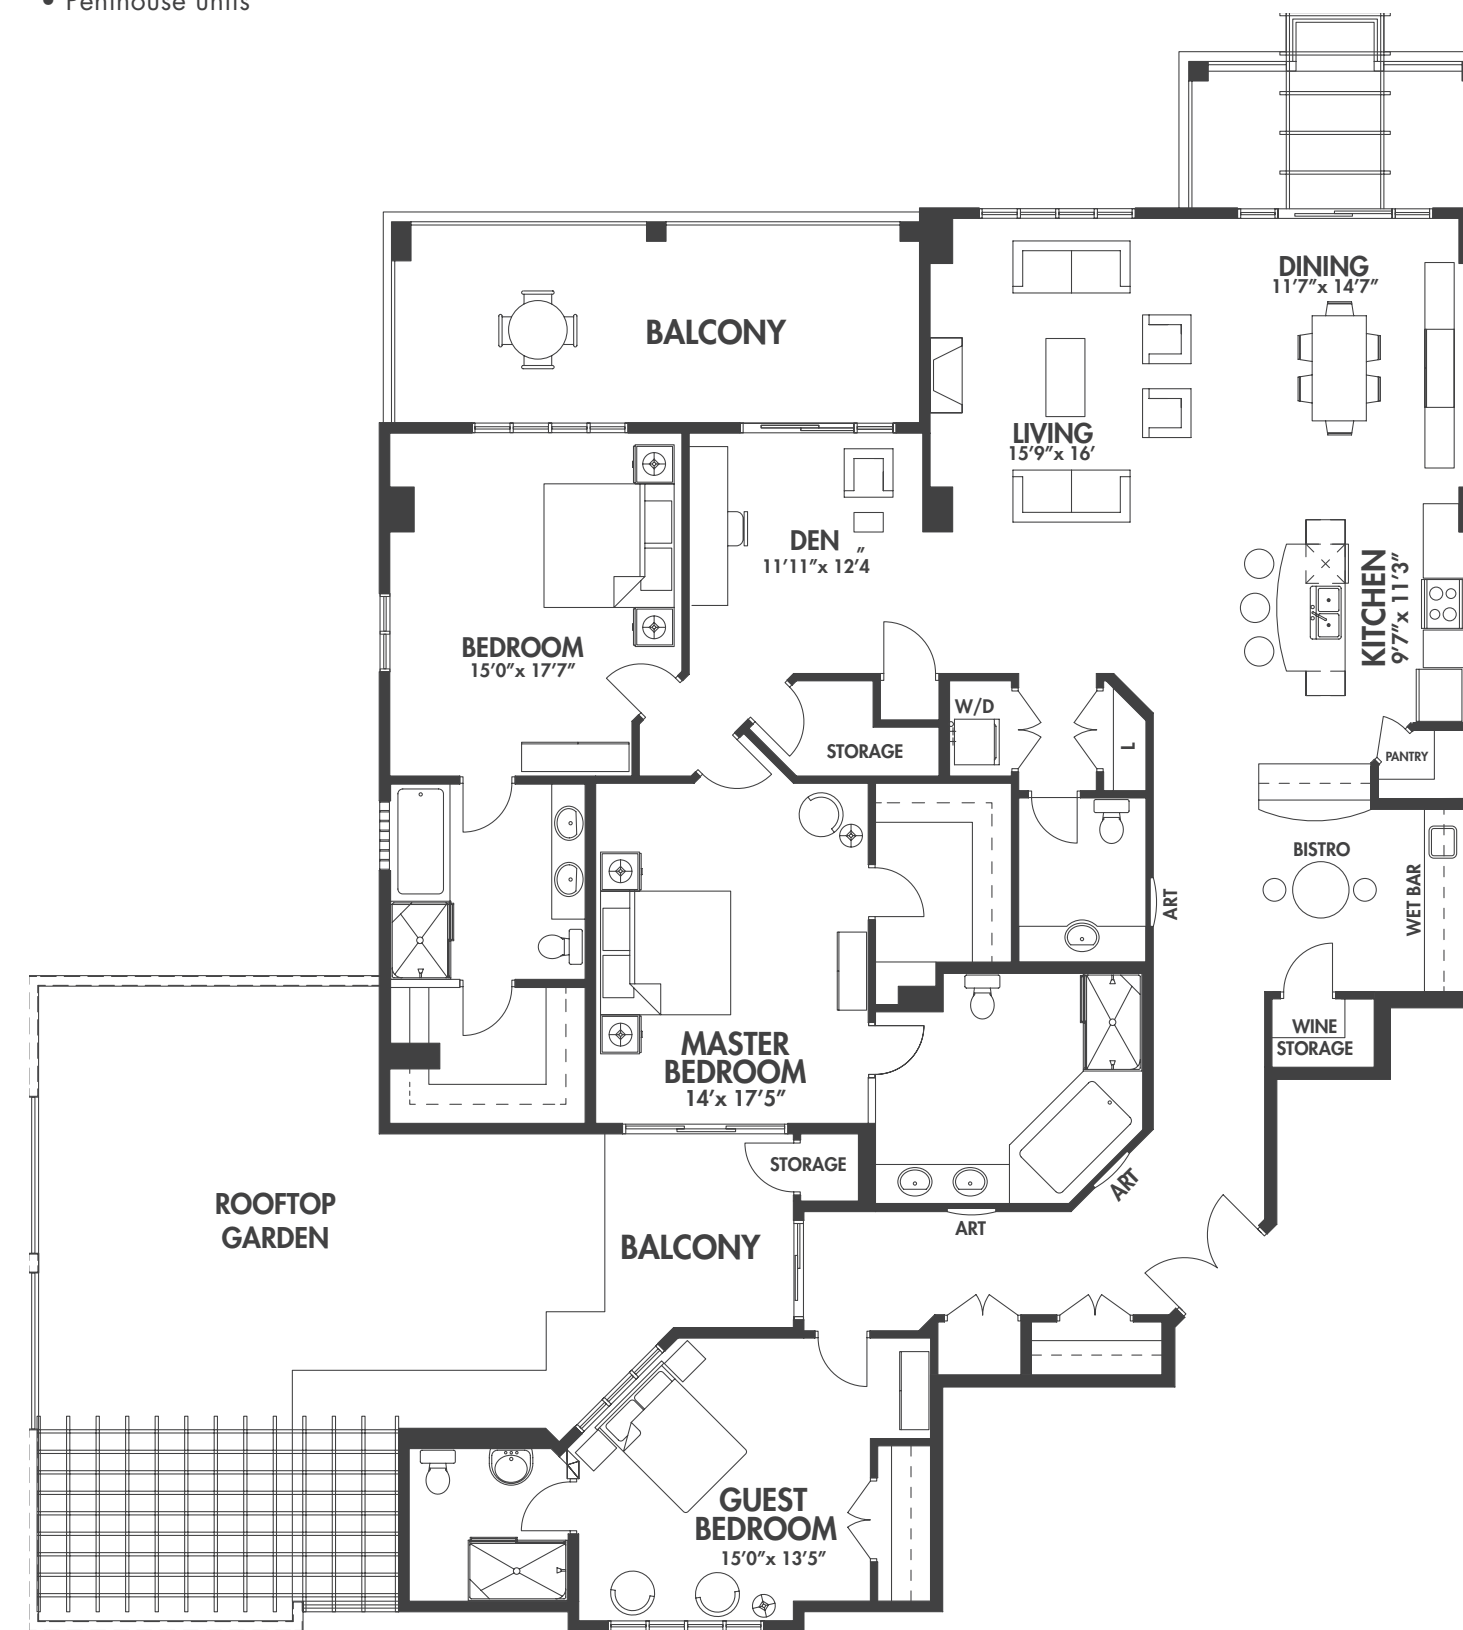 • Penthouse units
DINING
11'7"x 14'7"
BALCONY
LIVING
15'9"x 16'
DEN
11'11"x 12'4"
KITCHEN
9'7"x 11'3"
BEDROOM
15'0"x 17'7"
W/D
STORAGE
L
PANTRY
BISTRO
WET BAR
ART
WINE
STORAGE
MASTER
BEDROOM
14'x 17'5"
STORAGE
ART
ART
ROOFTOP
GARDEN
BALCONY
GUEST
BEDROOM
15'0"x 13'5"